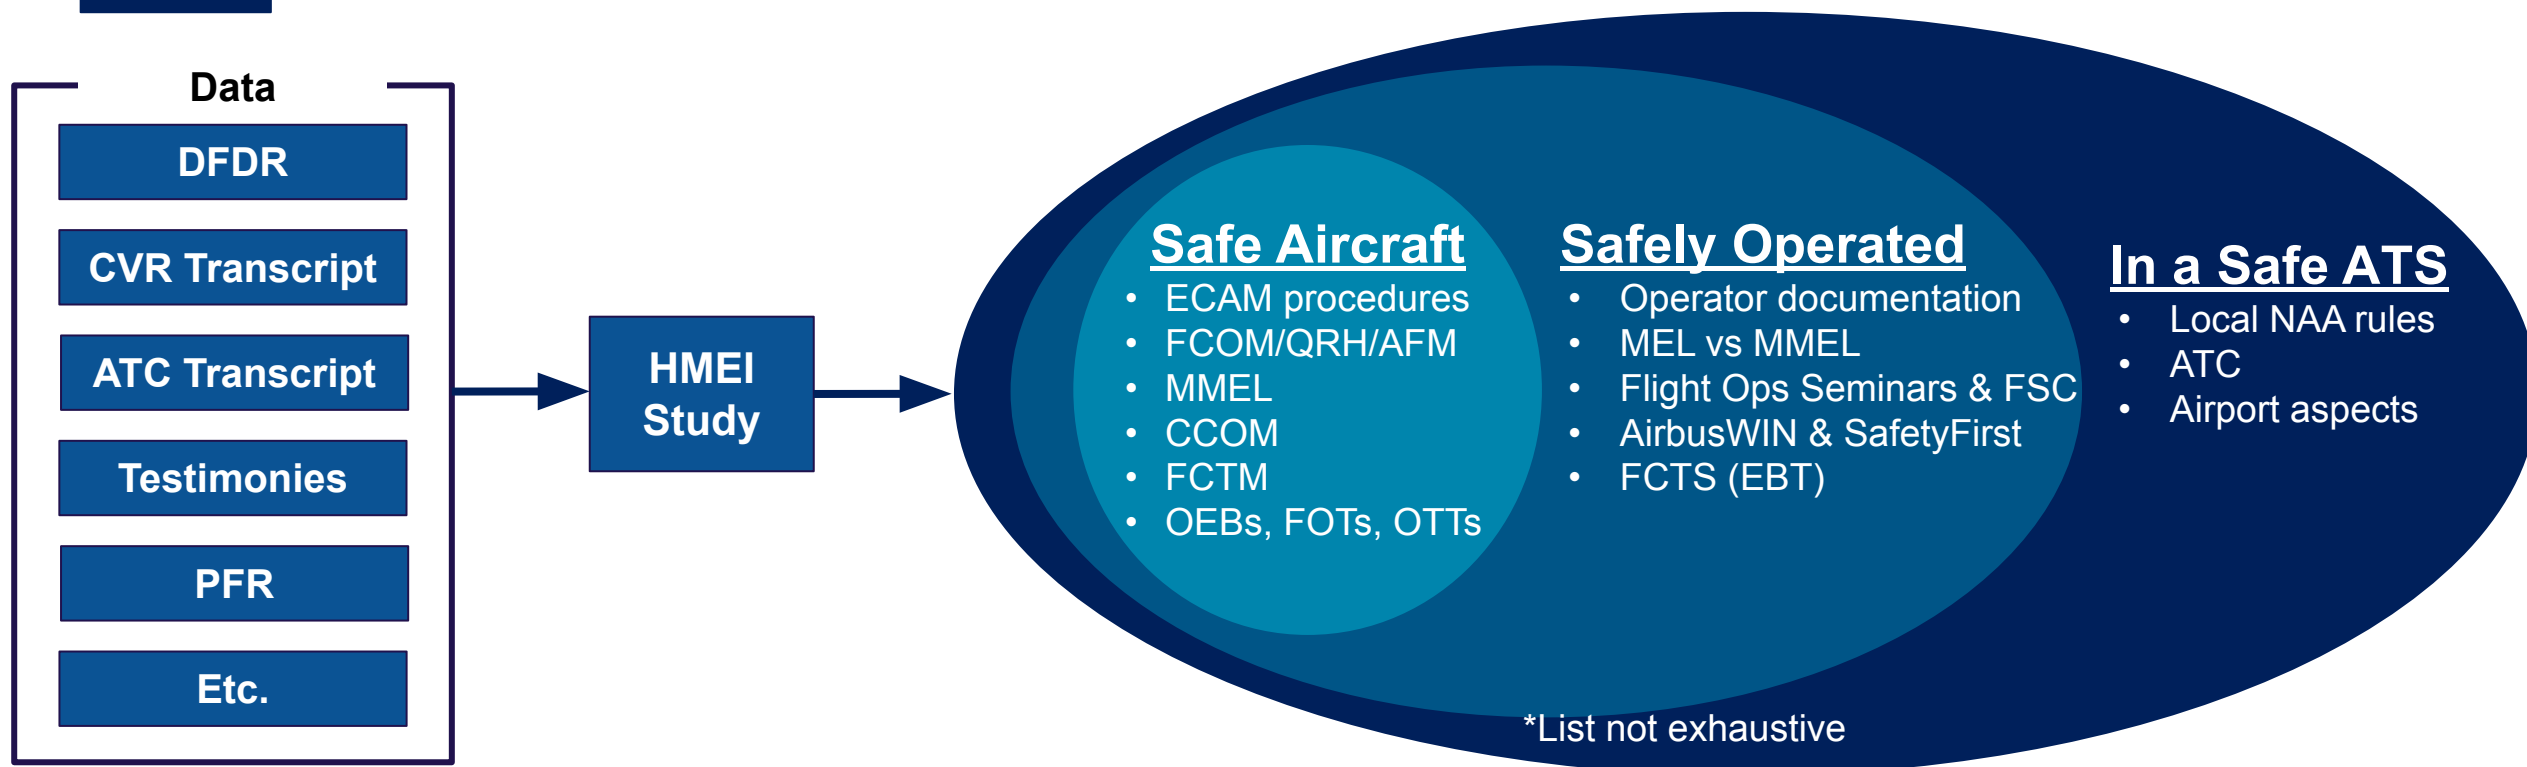 Data
DFDR
CVR Transcript
ATC Transcript
Testimonies
PFR
Etc.
HMEI
Study
Safe Aircraft
• ECAM procedures
• FCOM/QRH/AFM
• MMEL
• CCOM
• FCTM
• OEBs, FOTs, OTTs
Safely Operated
• Operator documentation
• MEL vs MMEL
• Flight Ops Seminars & FSC
• AirbusWIN & SafetyFirst
• FCTS (EBT)
In a Safe ATS
• Local NAA rules
• ATC
• Airport aspects
*List not exhaustive